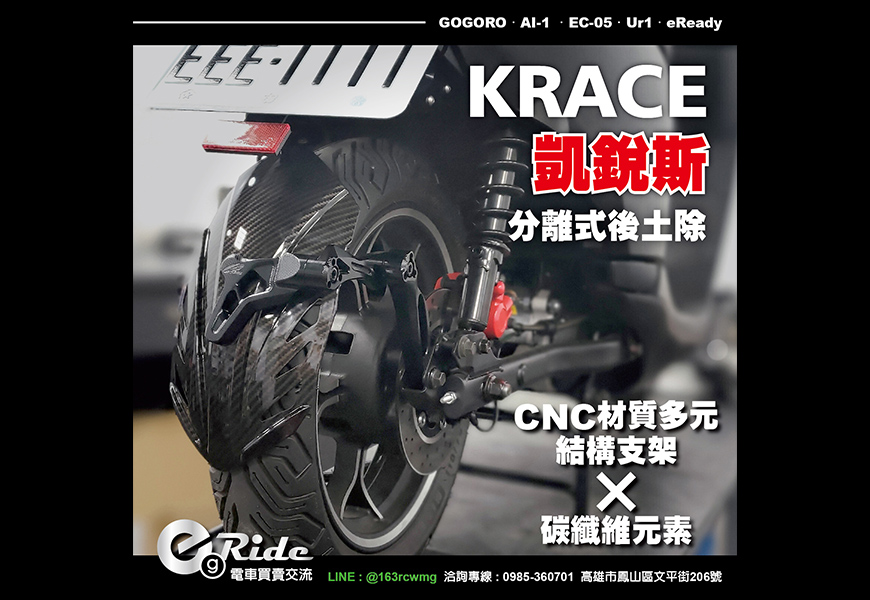 GOGORO · AI-1 · EC-05 · Ur1 · eReady
EEE·1111
KRACE
凱銳斯
分離式後土除
CNC材質多元
結構支架
×
碳纖維元素
egRide
電車買賣交流
LINE : @163rcwmg 洽詢專線 : 0985-360701 高雄市鳳山區文平街206號